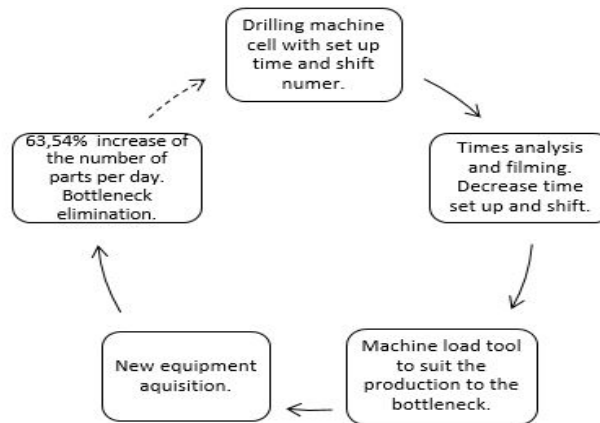 Drilling machine
cell with set up
time and shift
numer.
63,54% increase of
the number of
parts per day.
Bottleneck
elimination.
Times analysis
and filming.
Decrease time
set up and shift.
New equipment
aquisition.
Machine load tool
to suit the
production to the
bottleneck.